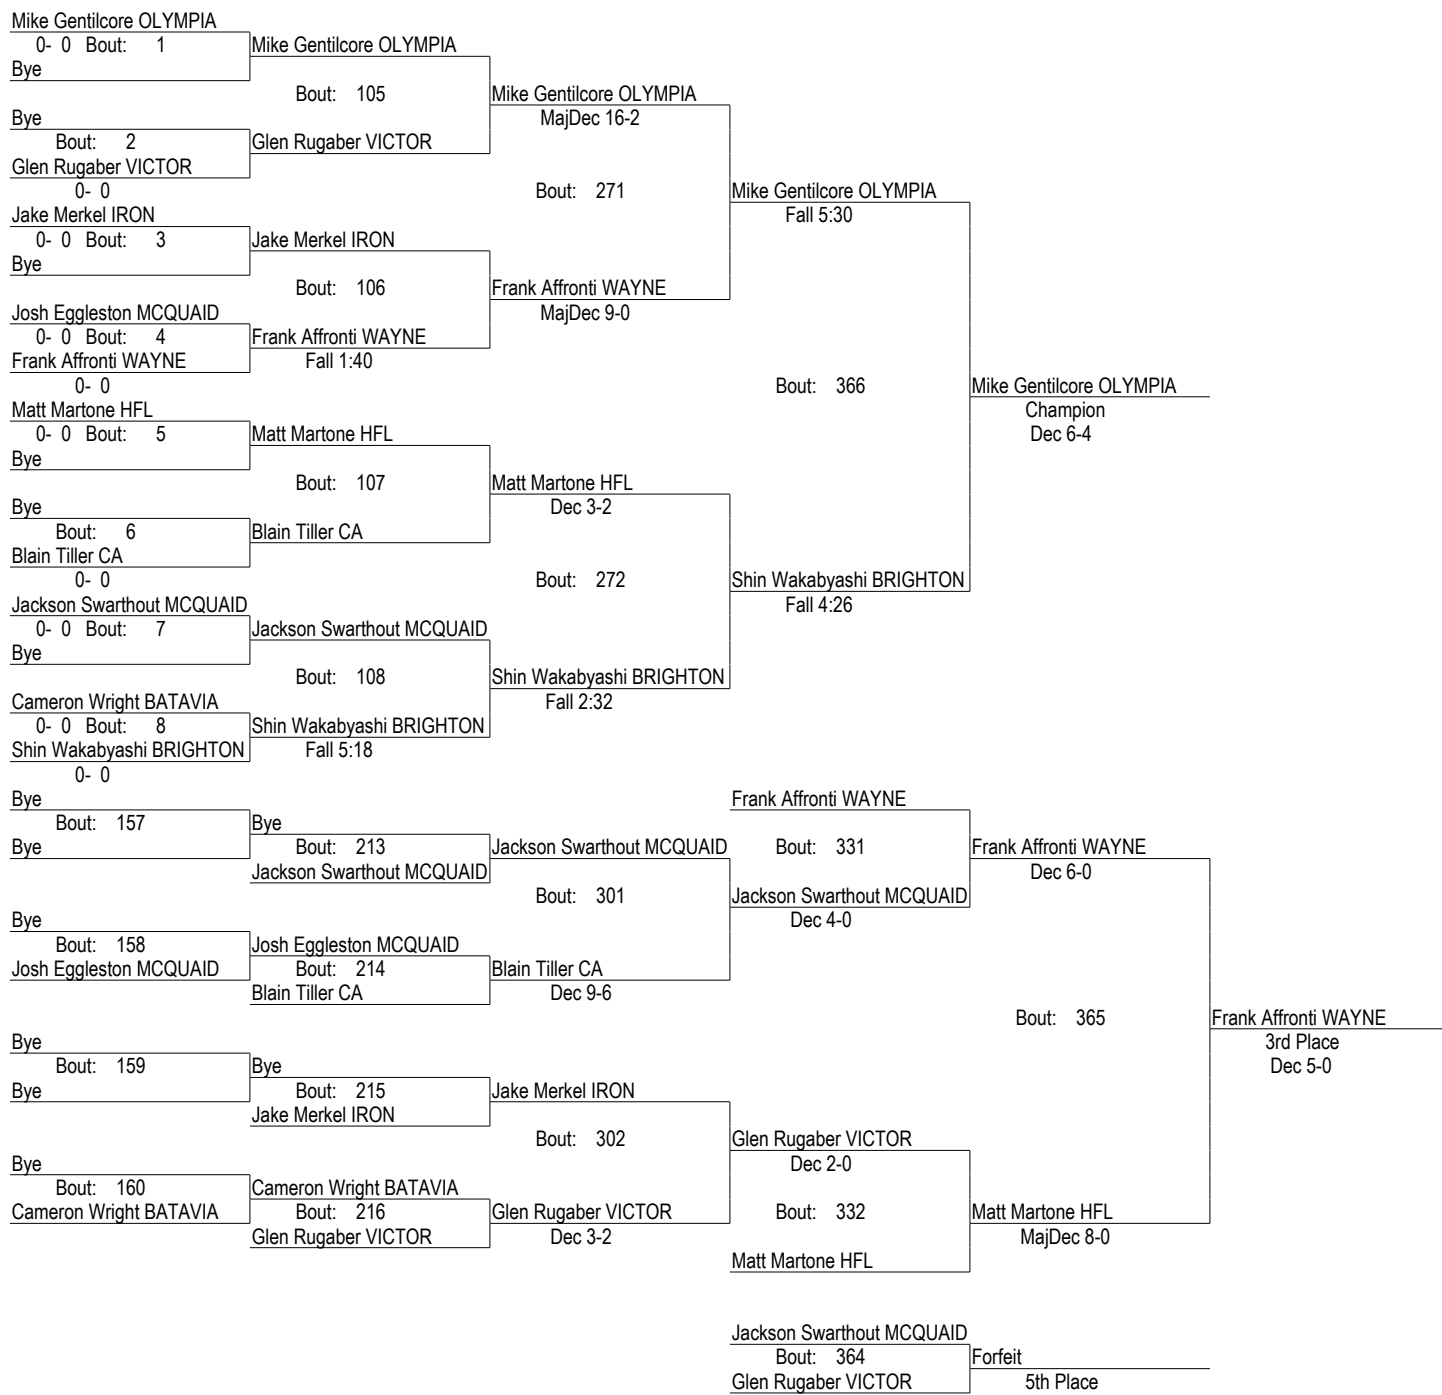 Mike Gentilcore OLYMPIA
0- 0 Bout: 1
Mike Gentilcore OLYMPIA
Bye
Bout: 105
Mike Gentilcore OLYMPIA
Bye
MajDec 16-2
Bout: 2
Glen Rugaber VICTOR
Glen Rugaber VICTOR
0- 0
Bout: 271
Mike Gentilcore OLYMPIA
Jake Merkel IRON
Fall 5:30
0- 0 Bout: 3
Jake Merkel IRON
Bye
Bout: 106
Frank Affronti WAYNE
Josh Eggleston MCQUAID
MajDec 9-0
0- 0 Bout: 4
Frank Affronti WAYNE
Frank Affronti WAYNE
Fall 1:40
0- 0
Bout: 366
Mike Gentilcore OLYMPIA
Matt Martone HFL
Champion
0- 0 Bout: 5
Matt Martone HFL
Dec 6-4
Bye
Bout: 107
Matt Martone HFL
Bye
Dec 3-2
Bout: 6
Blain Tiller CA
Blain Tiller CA
0- 0
Bout: 272
Shin Wakabyashi BRIGHTON
Jackson Swarthout MCQUAID
Fall 4:26
0- 0 Bout: 7
Jackson Swarthout MCQUAID
Bye
Bout: 108
Shin Wakabyashi BRIGHTON
Cameron Wright BATAVIA
Fall 2:32
0- 0 Bout: 8
Shin Wakabyashi BRIGHTON
Shin Wakabyashi BRIGHTON
Fall 5:18
0- 0
Bye
Frank Affronti WAYNE
Bout: 157
Bye
Bye
Bout: 213
Jackson Swarthout MCQUAID
Bout: 331
Frank Affronti WAYNE
Jackson Swarthout MCQUAID
Dec 6-0
Bout: 301
Jackson Swarthout MCQUAID
Bye
Dec 4-0
Bout: 158
Josh Eggleston MCQUAID
Josh Eggleston MCQUAID
Bout: 214
Blain Tiller CA
Blain Tiller CA
Dec 9-6
Bout: 365
Frank Affronti WAYNE
Bye
3rd Place
Bout: 159
Bye
Dec 5-0
Bye
Bout: 215
Jake Merkel IRON
Jake Merkel IRON
Bout: 302
Glen Rugaber VICTOR
Bye
Dec 2-0
Bout: 160
Cameron Wright BATAVIA
Cameron Wright BATAVIA
Bout: 216
Glen Rugaber VICTOR
Bout: 332
Matt Martone HFL
Glen Rugaber VICTOR
Dec 3-2
MajDec 8-0
Matt Martone HFL
Jackson Swarthout MCQUAID
Bout: 364
Forfeit
Glen Rugaber VICTOR
5th Place